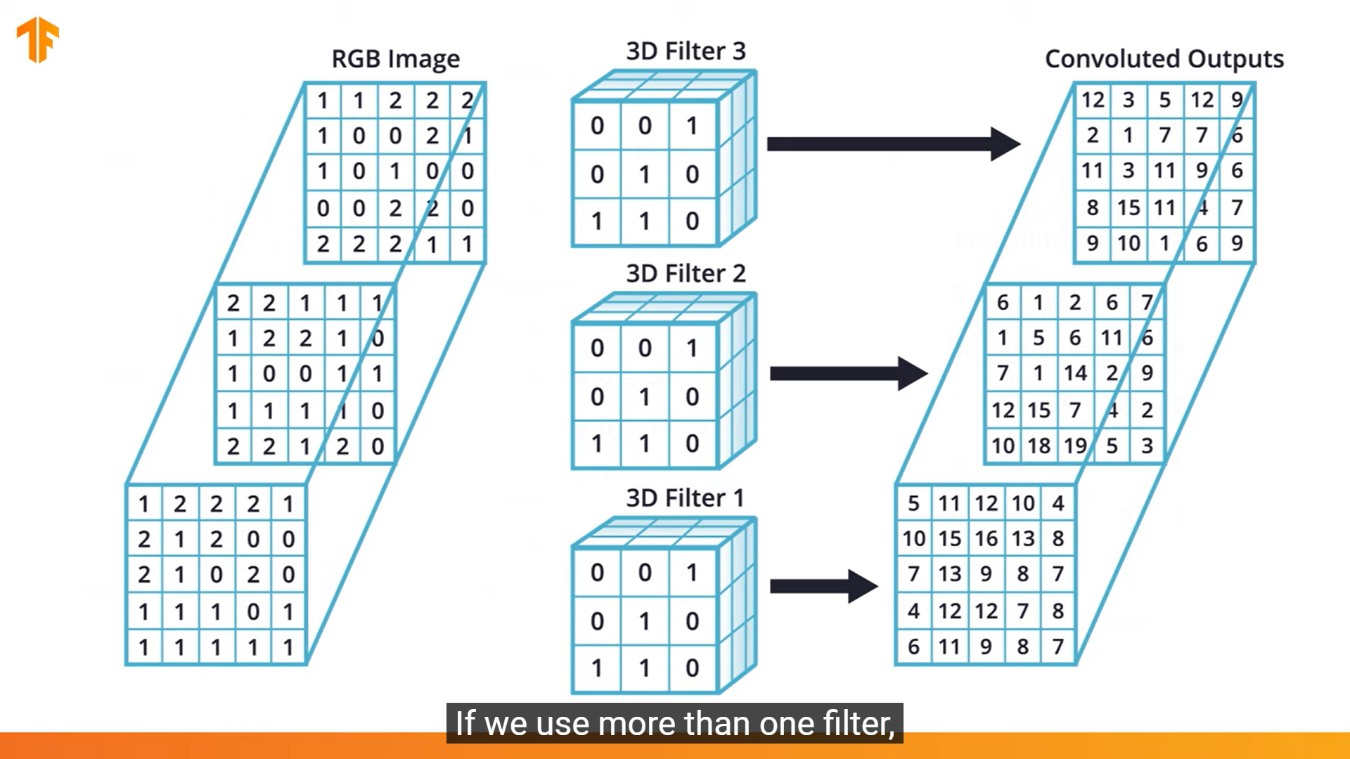 RGB Image
1 1 2 2 2
1 0 0 2 1
1 0 1 0 0
0 0 2 2 0
2 2 2 1 1
2 2 1 1 1
1 2 2 1 0
1 0 0 1 1
1 1 1 1 0
2 2 1 2 0
1 2 2 2 1
2 1 2 0 0
2 1 0 2 0
1 1 1 0 1
1 1 1 1 1
3D Filter 3
0 0 1
0 1 0
1 1 0
3D Filter 2
0 0 1
0 1 0
1 1 0
3D Filter 1
0 0 1
0 1 0
1 1 0
Convoluted Outputs
12 3 5 12 9
2 1 7 7 6
11 3 11 9 6
8 15 11 4 7
9 10 1 6 9
6 1 2 6 7
1 5 6 11 6
7 1 14 2 9
12 15 7 4 2
10 18 19 5 3
5 11 12 10 4
10 15 16 13 8
7 13 9 8 7
4 12 12 7 8
6 11 9 8 7
If we use more than one filter,